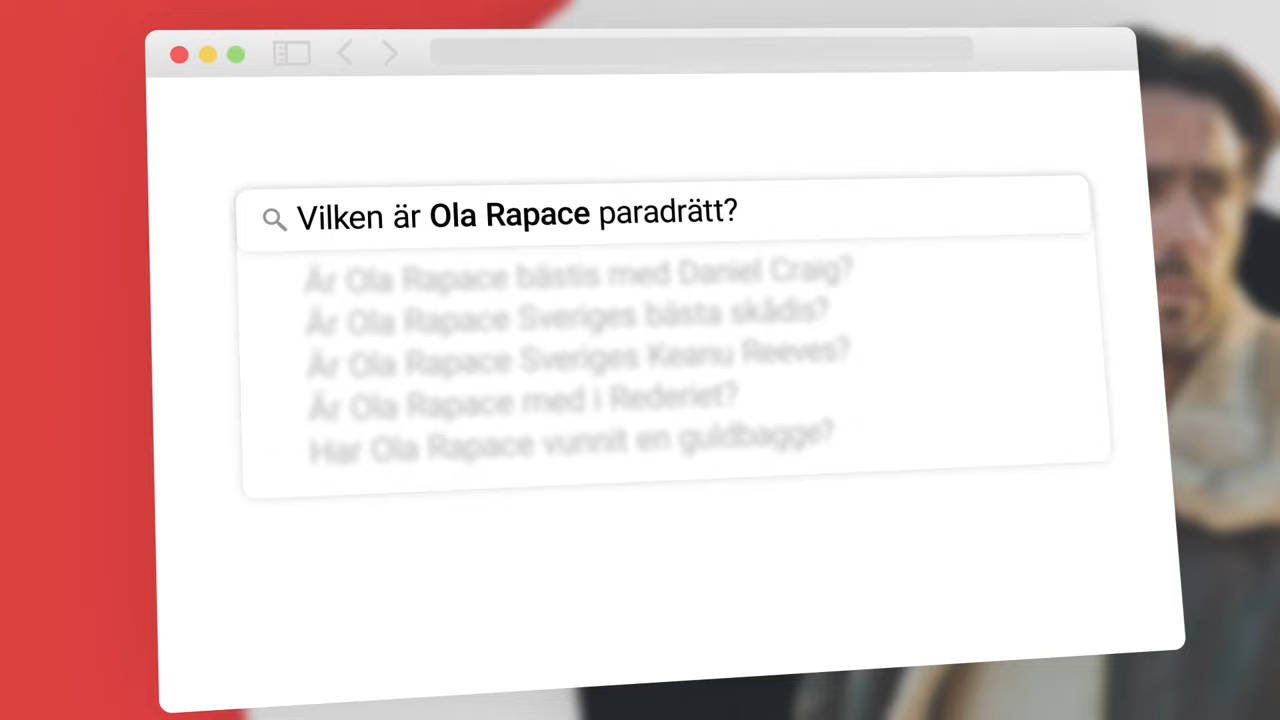 Vilken är Ola Rapace paradrätt?
Är Ola Rapace bästis med Daniel Craig?
Är Ola Rapace Sveriges bästa skådis?
Är Ola Rapace Sveriges Keanu Reeves?
Är Ola Rapace med i Rederiet?
Har Ola Rapace vunnit en guldbagge?